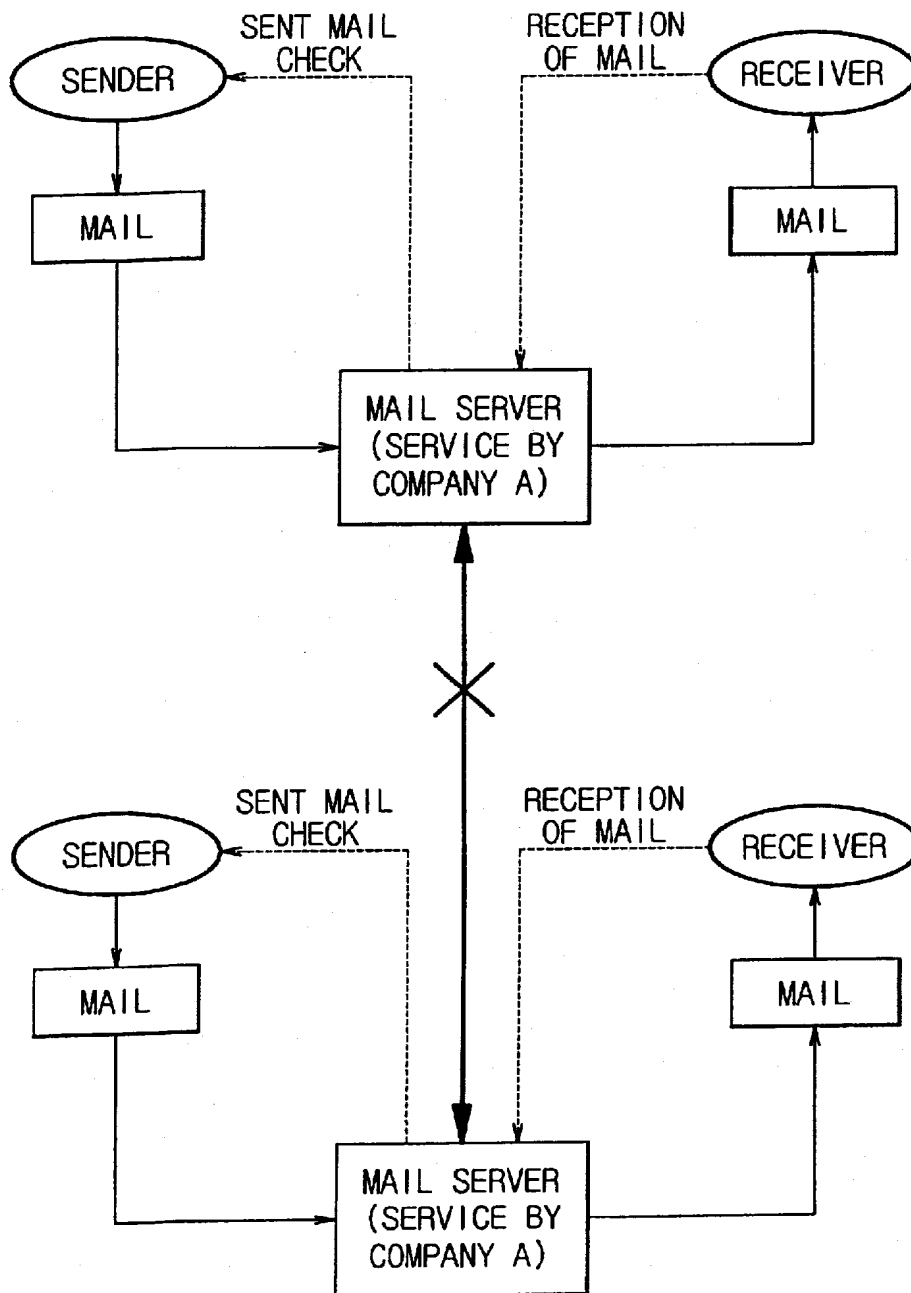 SENT MAIL
CHECK
RECEPTION
OF MAIL
SENDER
RECEIVER
MAIL
MAIL
MAIL SERVER
(SERVICE BY
COMPANY A)
SENT MAIL
CHECK
RECEPTION
OF MAIL
SENDER
RECEIVER
MAIL
MAIL
MAIL SERVER
(SERVICE BY
COMPANY A)